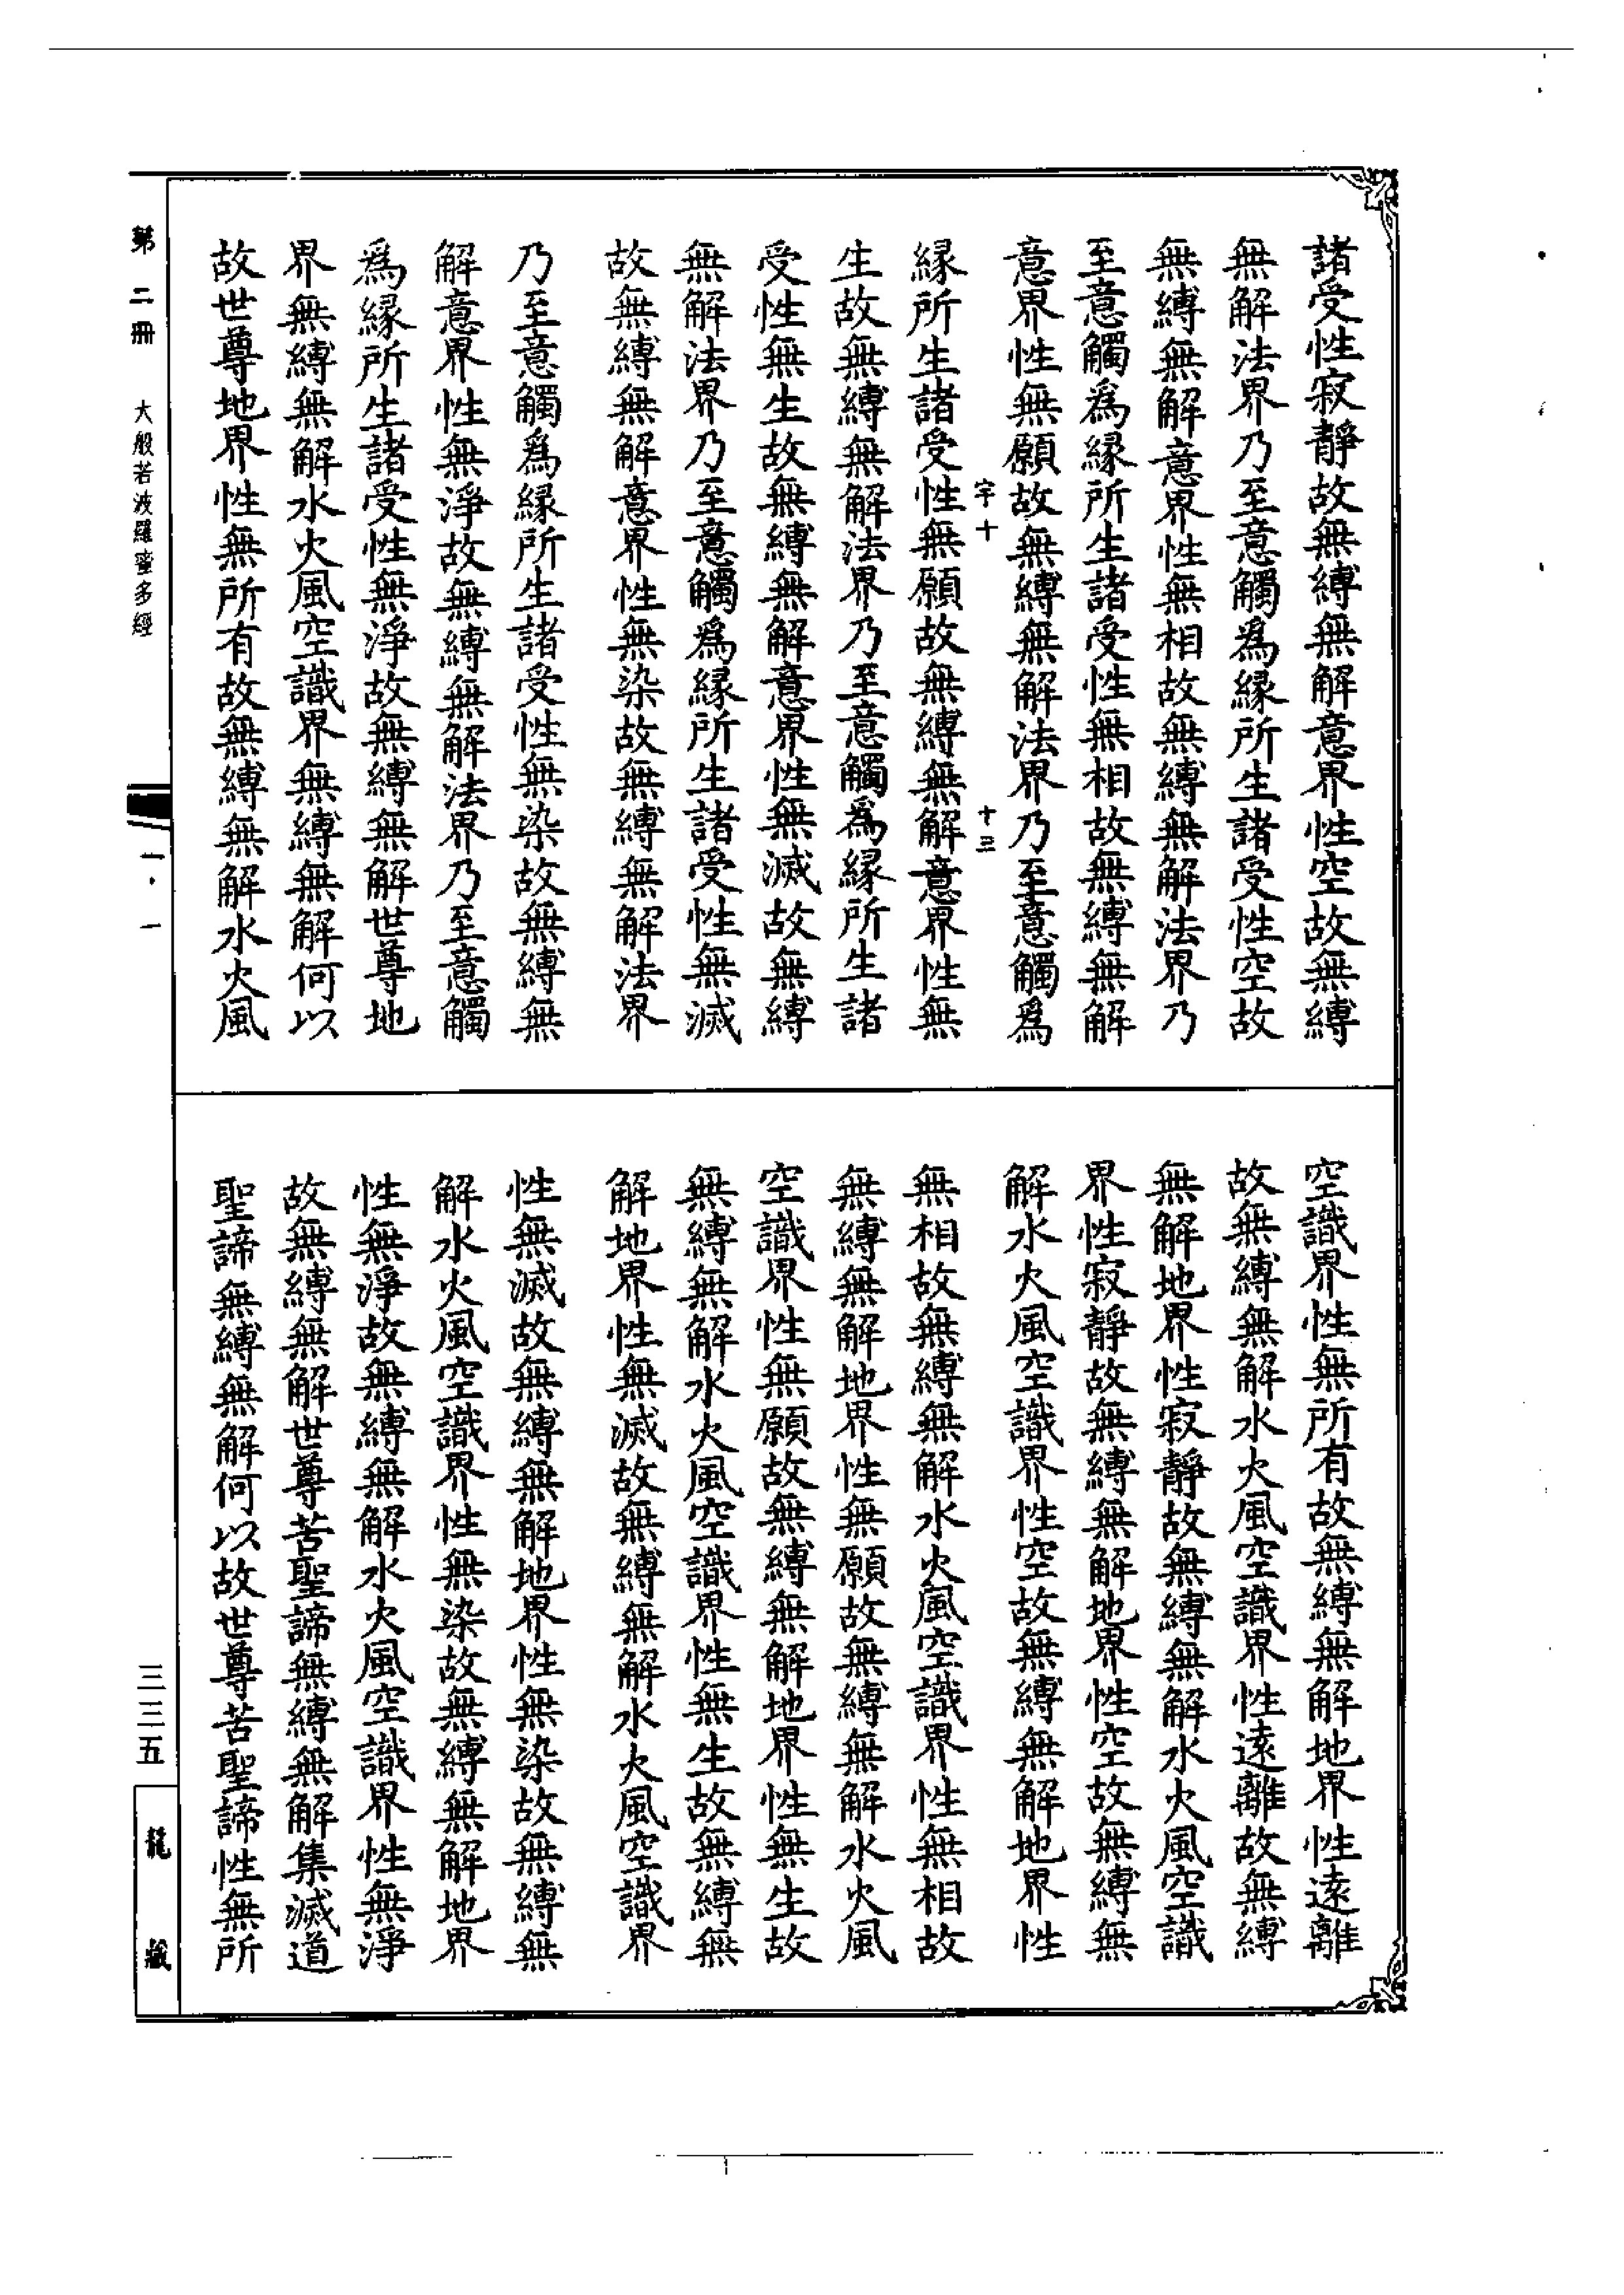 諸受性寂靜故無縛無解意界性空故無縛
無解法界乃至意觸爲緣所生諸受性空故
無縛無解意界性無相故無縛無解法界乃
至意觸爲緣所生諸受性無相故無縛無解
意界性無願故無縛無解法界乃至意觸爲
宇十 十三
緣所生諸受性無願故無縛無解意界性無
生故無縛無解法界乃至意觸爲緣所生諸
受性無生故無縛無解意界性無滅故無縛
無解法界乃至意觸爲緣所生諸受性無滅
故無縛無解意界性無染故無縛無解法界
乃至意觸爲緣所生諸受性無染故無縛無
解意界性無淨故無縛無解法界乃至意觸
爲緣所生諸受性無淨故無縛無解世尊地
界無縛無解水火風空識界無縛無解何以
故世尊地界性無所有故無縛無解水火風
空識界性無所有故無縛無解地界性遠離
故無縛無解水火風空識界性遠離故無縛
無解地界性寂靜故無縛無解水火風空識
界性寂靜故無縛無解地界性空故無縛無
解水火風空識界性空故無縛無解地界性
無相故無縛無解水火風空識界性無相故
無縛無解地界性無願故無縛無解水火風
空識界性無願故無縛無解地界性無生故
無縛無解水火風空識界性無生故無縛無
解地界性無滅故無縛無解水火風空識界
性無滅故無縛無解地界性無染故無縛無
解水火風空識界性無染故無縛無解地界
性無淨故無縛無解水火風空識界性無淨
故無縛無解世尊苦聖諦無縛無解集滅道
聖諦無縛無解何以故世尊苦聖諦性無所
第二冊 大般若波羅蜜多經 一·一 三三五 龍藏